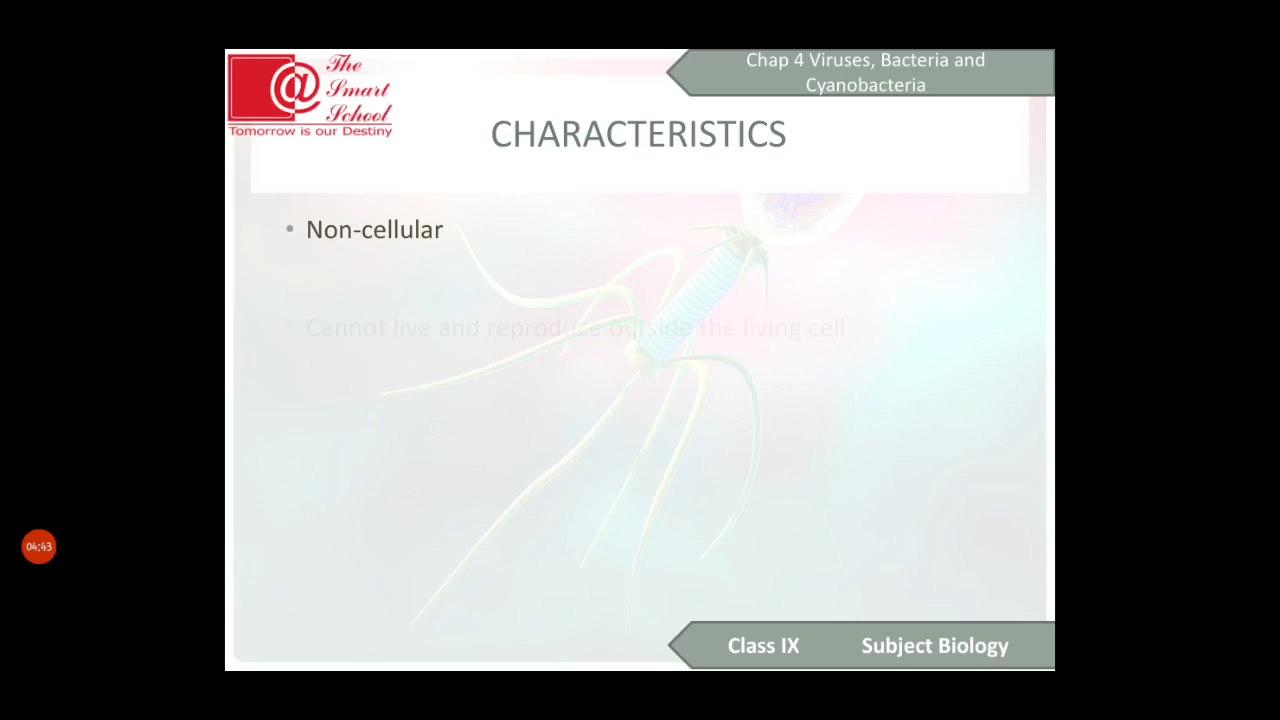 The
Smart
School
Tomorrow is our Destiny
Chap 4 Viruses, Bacteria and
Cyanobacteria
CHARACTERISTICS
• Non-cellular
• Cannot live and reproduce outside the living cell
04:43
Class IX Subject Biology